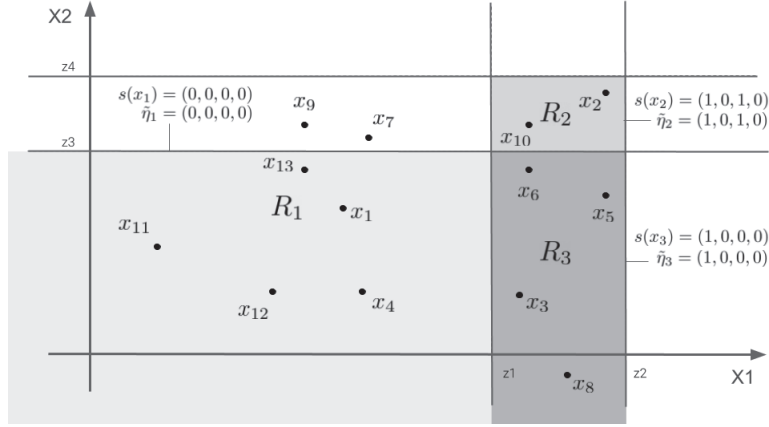 X2
z4
s(x₁) = (0, 0, 0, 0)
η̃₁ = (0, 0, 0, 0)
x₉
x₇
R₂
x₂
x₁₀
s(x₂) = (1, 0, 1, 0)
η̃₂ = (1, 0, 1, 0)
z3
x₁₃
R₁
x₁
x₆
x₅
x₁₁
R₃
s(x₃) = (1, 0, 0, 0)
η̃₃ = (1, 0, 0, 0)
x₁₂
x₄
x₃
z1
x₈
z2
X1